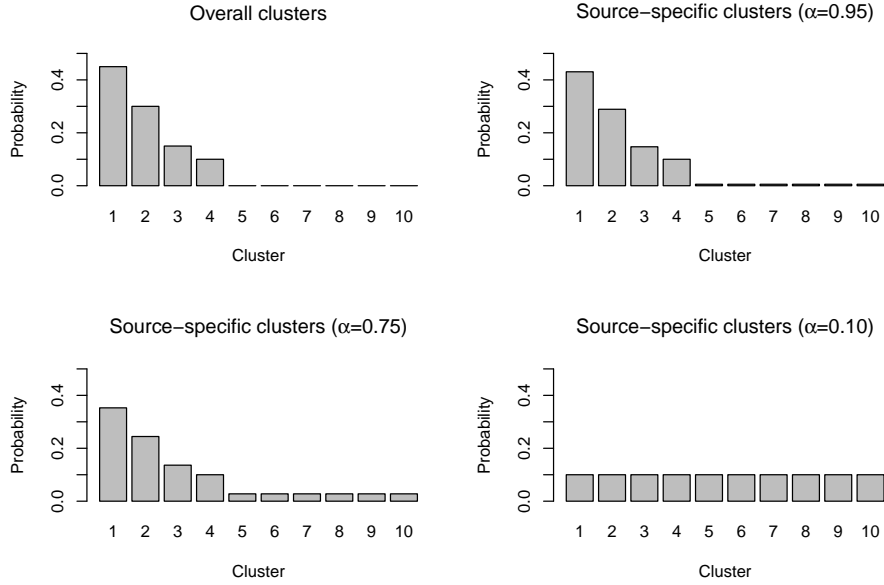 Overall clusters
Probability
0.0 0.2 0.4
1 2 3 4 5 6 7 8 9 10
Cluster
Source−specific clusters (α=0.95)
Probability
0.0 0.2 0.4
1 2 3 4 5 6 7 8 9 10
Cluster
Source−specific clusters (α=0.75)
Probability
0.0 0.2 0.4
1 2 3 4 5 6 7 8 9 10
Cluster
Source−specific clusters (α=0.10)
Probability
0.0 0.2 0.4
1 2 3 4 5 6 7 8 9 10
Cluster